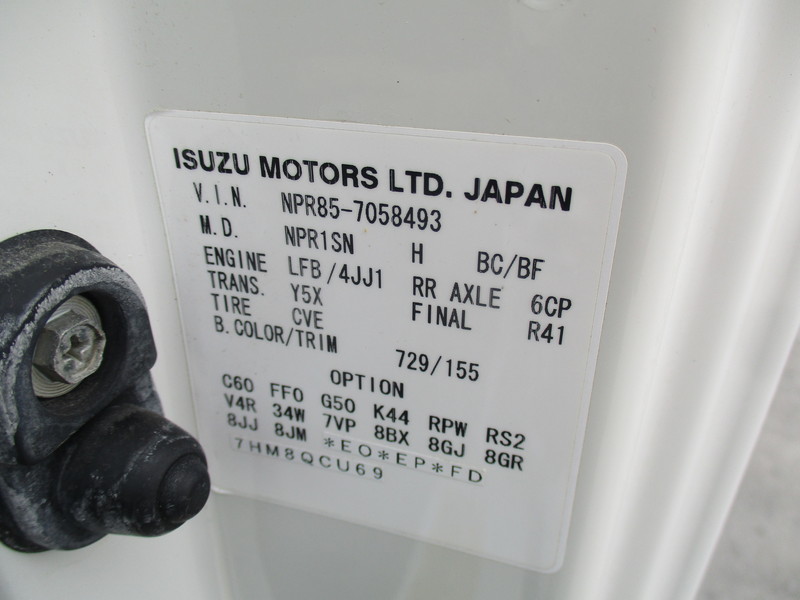 ISUZU MOTORS LTD. JAPAN
V.I.N. NPR85-7058493
M.D. NPR1SN H BC/BF
ENGINE LFB/4JJ1 RR AXLE 6CP
TRANS. Y5X FINAL R41
TIRE CVE
B.COLOR/TRIM 729/155
OPTION
C60 FF0 G50 K44 RPW RS2
V4R 34W 7VP 8BX 8GJ 8GR
8JJ 8JM *EO*EP*FD
7HM8QCU69